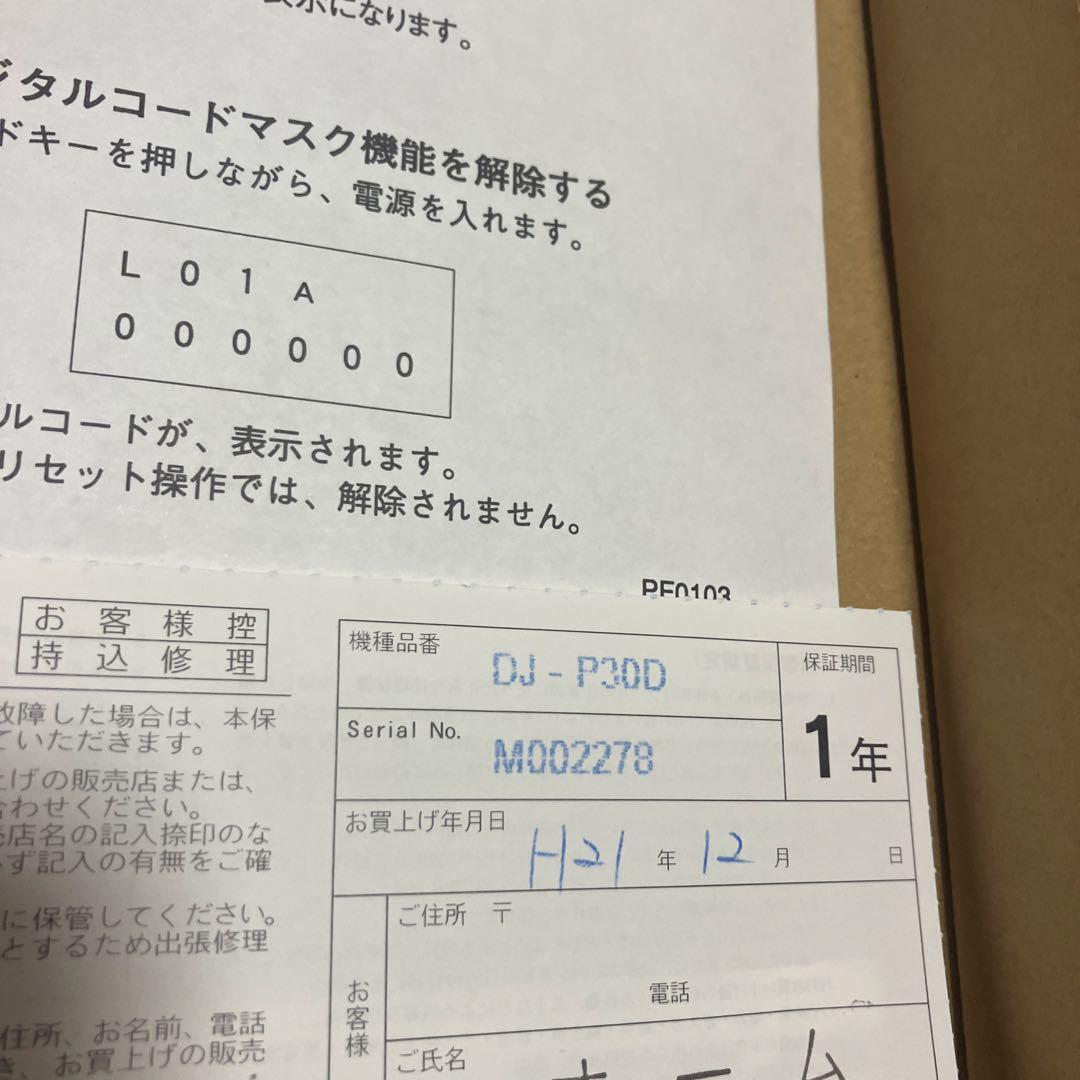 表示になります。
ジタルコードマスク機能を解除する
ドキーを押しながら、電源を入れます。
L 0 1 A
0 0 0 0 0 0
ルコードが、表示されます。
リセット操作では、解除されません。
PF0103
お客様控
持込修理
故障した場合は、本保
ていただきます。
上げの販売店または、
合わせください。
売店名の記入捺印のな
必ず記入の有無をご確
に保管してください。
とするため出張修理
住所、お名前、電話
き、お買上げの販売
機種品番 DJ-P30D
保証期間
1年
Serial No. M002278
お買上げ年月日 H21 年 12 月 日
お客様
ご住所 〒
電話
ご氏名